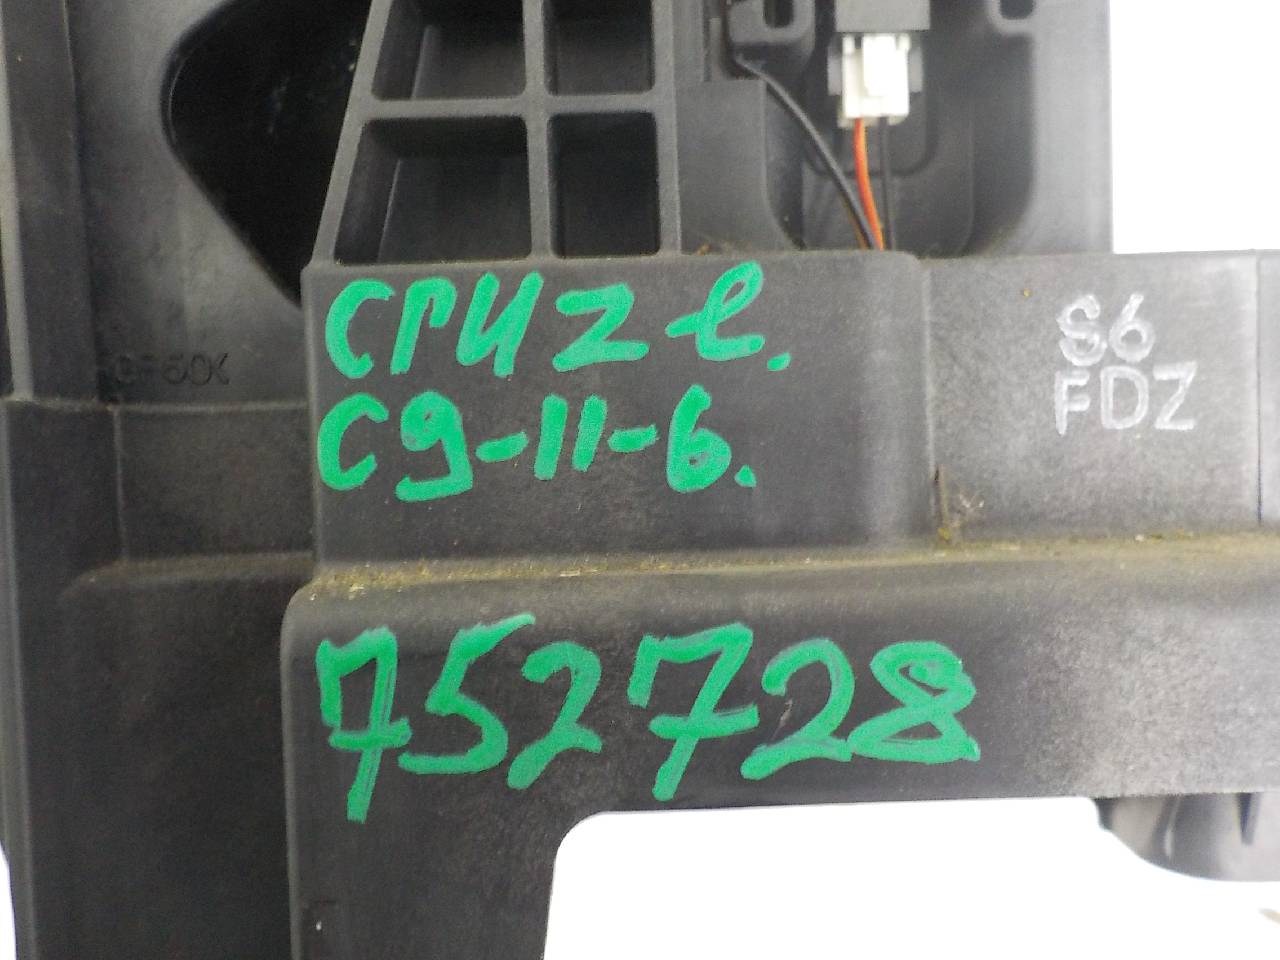 CRUZe.
C9-11-6.
S6
FDZ
752728